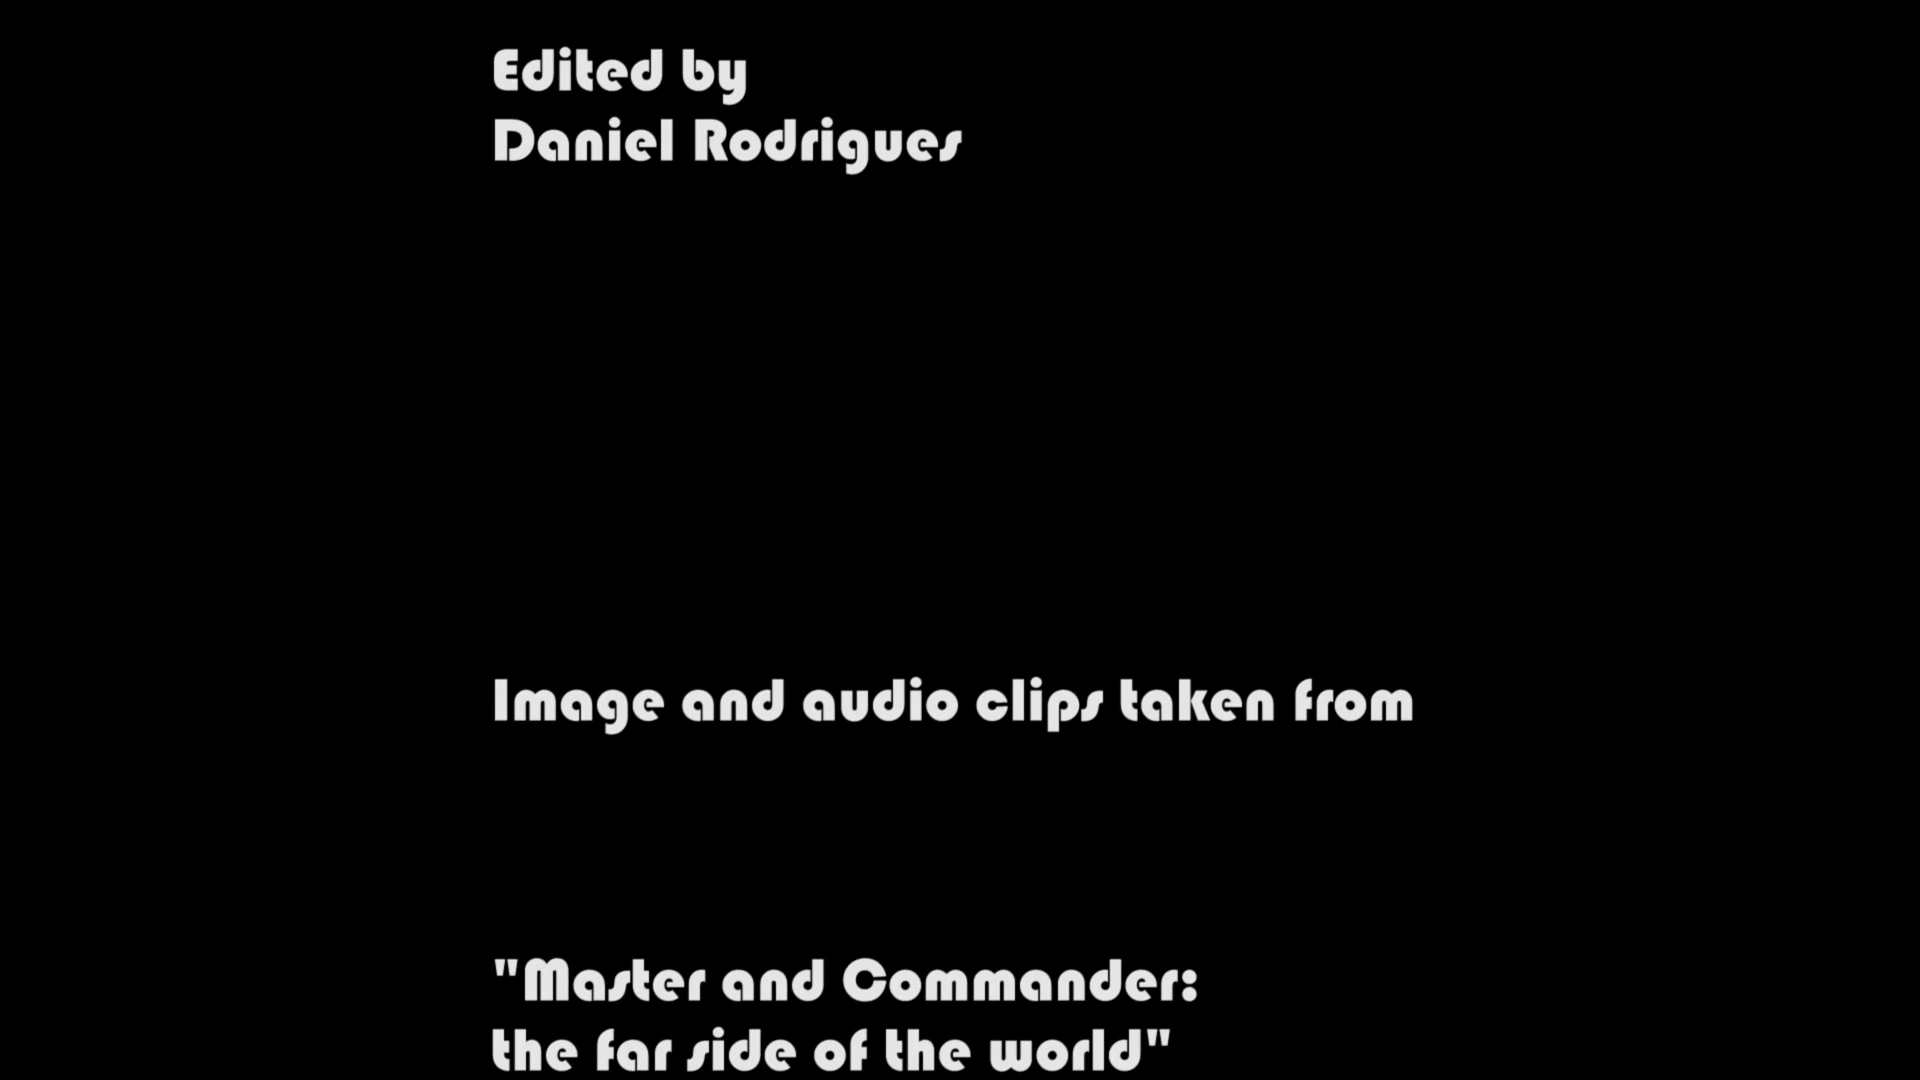 Edited by
Daniel Rodrigues
Image and audio clips taken from
"Master and Commander:
the far side of the world"